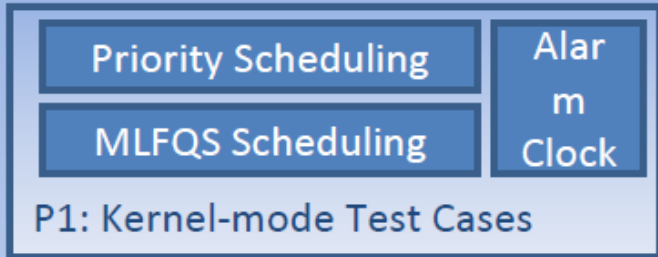 Priority Scheduling
MLFQS Scheduling
Alar
m
Clock
P1: Kernel-mode Test Cases